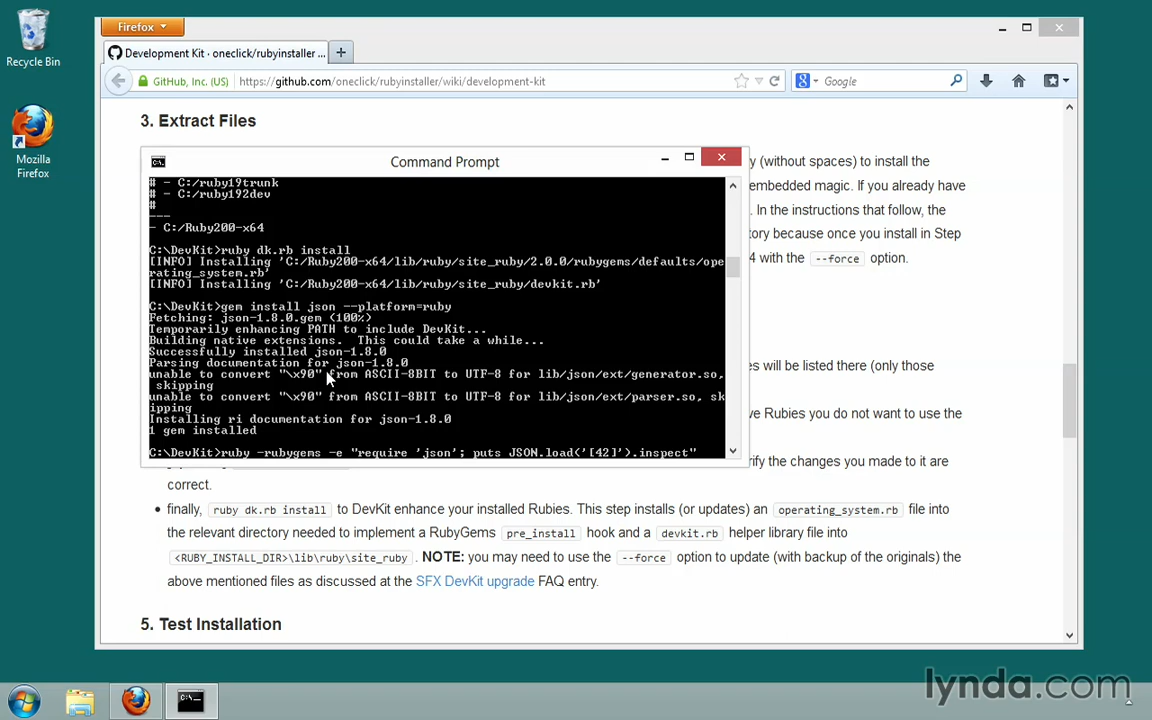 Recycle Bin
Mozilla
Firefox
Firefox
Development Kit · oneclick/rubyinstaller ...
GitHub, Inc. (US)
https://github.com/oneclick/rubyinstaller/wiki/development-kit
Google
3. Extract Files
y (without spaces) to install the
embedded magic. If you already have
. In the instructions that follow, the
tory because once you install in Step
4 with the --force option.
Command Prompt
# - C:/ruby19trunk
# - C:/ruby192dev
#
---
- C:/Ruby200-x64
C:\DevKit>ruby dk.rb install
[INFO] Installing 'C:/Ruby200-x64/lib/ruby/site_ruby/2.0.0/rubygems/defaults/ope
rating_system.rb'
[INFO] Installing 'C:/Ruby200-x64/lib/ruby/site_ruby/devkit.rb'
C:\DevKit>gem install json --platform=ruby
Fetching: json-1.8.0.gem (100%)
Temporarily enhancing PATH to include DevKit...
Building native extensions.  This could take a while...
Successfully installed json-1.8.0
Parsing documentation for json-1.8.0
unable to convert "\x90" from ASCII-8BIT to UTF-8 for lib/json/ext/generator.so,
 skipping
unable to convert "\x90" from ASCII-8BIT to UTF-8 for lib/json/ext/parser.so, sk
ipping
Installing ri documentation for json-1.8.0
1 gem installed
C:\DevKit>ruby -rubygems -e "require 'json'; puts JSON.load('[42]').inspect"
es will be listed there (only those
ve Rubies you do not want to use the
rify the changes you made to it are
correct.
• finally, ruby dk.rb install to DevKit enhance your installed Rubies. This step installs (or updates) an operating_system.rb file into
the relevant directory needed to implement a RubyGems pre_install hook and a devkit.rb helper library file into
<RUBY_INSTALL_DIR>\lib\ruby\site_ruby . NOTE: you may need to use the --force option to update (with backup of the originals) the
above mentioned files as discussed at the SFX DevKit upgrade FAQ entry.
5. Test Installation
lynda.com